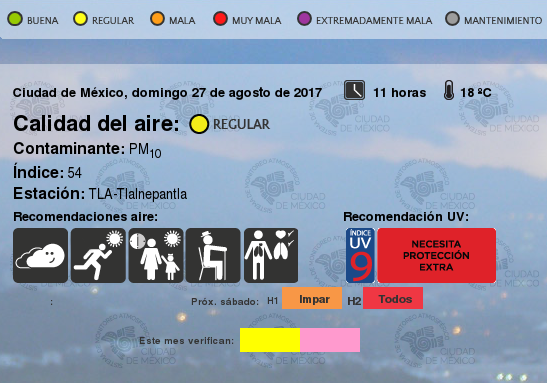 BUENA REGULAR MALA MUY MALA EXTREMADAMENTE MALA MANTENIMIENTO
Ciudad de México, domingo 27 de agosto de 2017 11 horas 18 ºC
Calidad del aire: REGULAR
Contaminante: PM10
Índice: 54
Estación: TLA-Tlalnepantla
Recomendaciones aire: Recomendación UV:
ÍNDICE
UV
9
NECESITA
PROTECCIÓN
EXTRA
: Próx. sábado: H1 Impar H2 Todos
Este mes verifican: